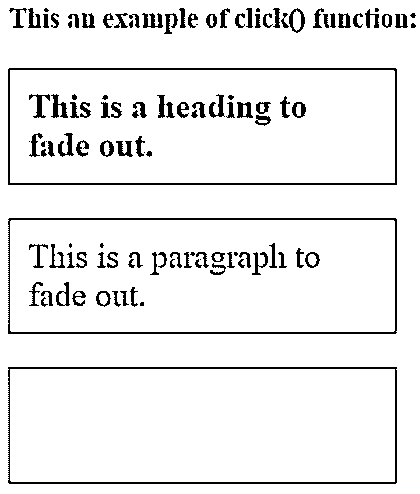 This an example of click() function:
This is a heading to
fade out.
This is a paragraph to
fade out.